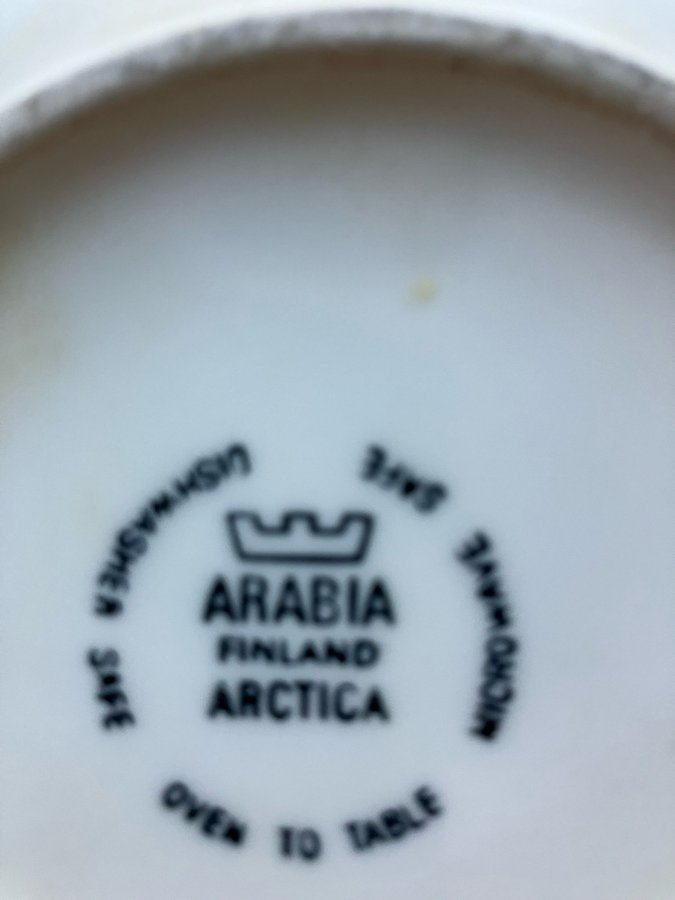 DISHWASHER SAFE
MICROWAVE SAFE
ARABIA
FINLAND
ARCTICA
OVEN TO TABLE